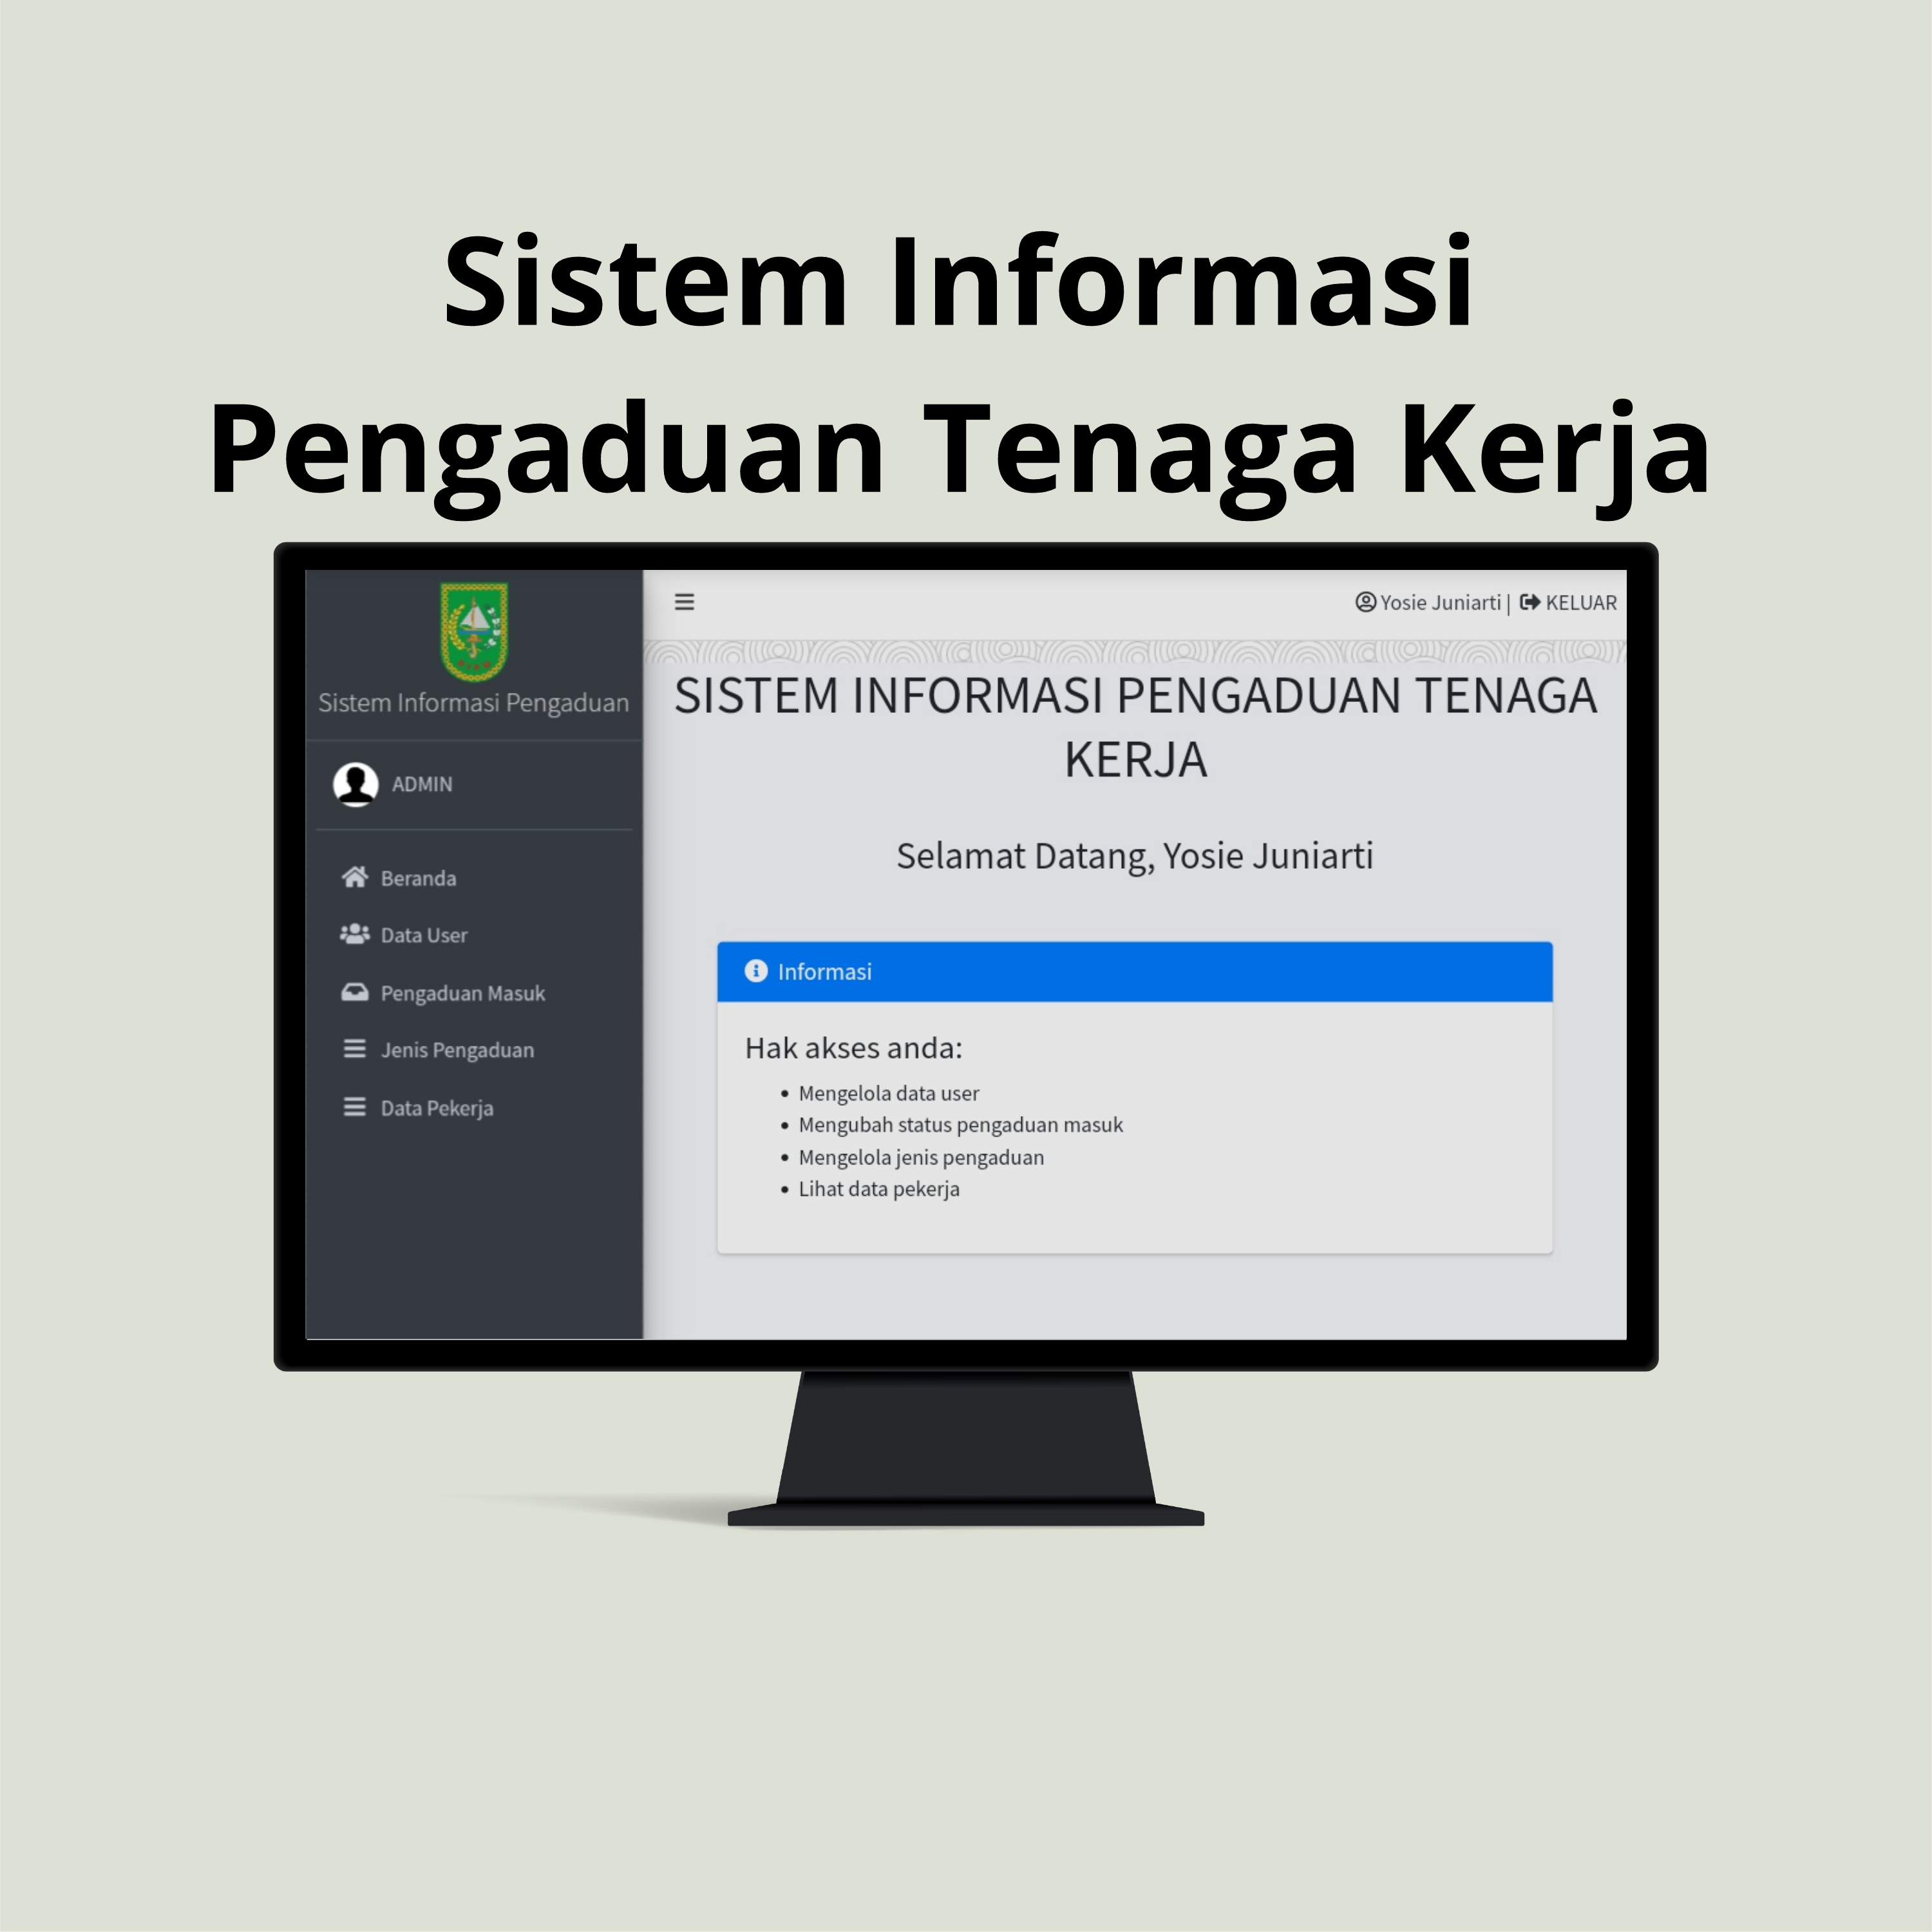 Sistem Informasi
Pengaduan Tenaga Kerja
Sistem Informasi Pengaduan
ADMIN
Beranda
Data User
Pengaduan Masuk
Jenis Pengaduan
Data Pekerja
Yosie Juniarti | KELUAR
SISTEM INFORMASI PENGADUAN TENAGA
KERJA
Selamat Datang, Yosie Juniarti
Informasi
Hak akses anda:
• Mengelola data user
• Mengubah status pengaduan masuk
• Mengelola jenis pengaduan
• Lihat data pekerja